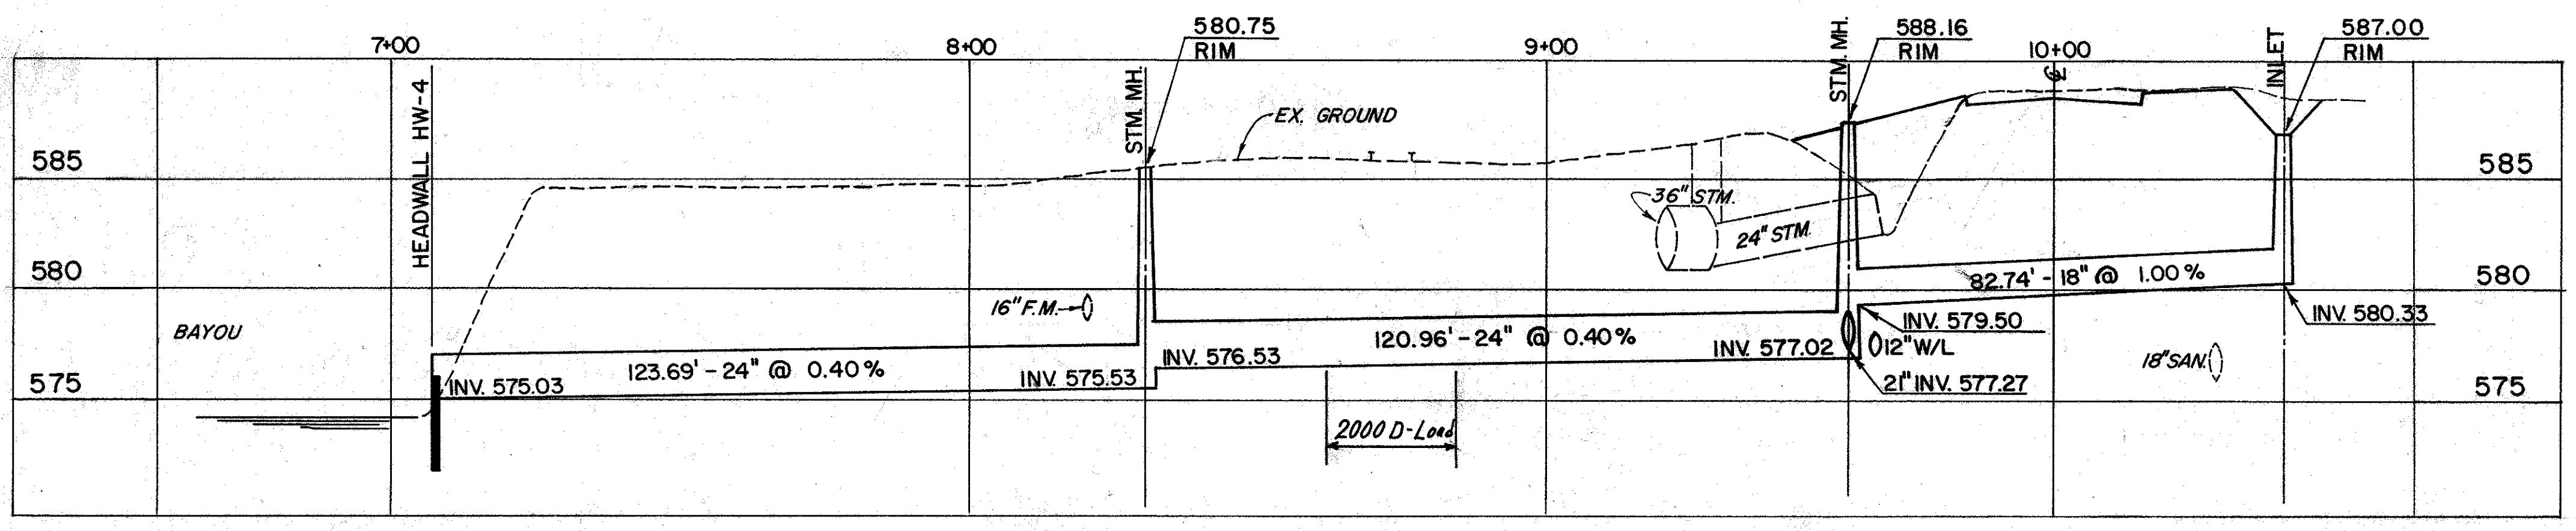 7+00
8+00
9+00
10+00
580.75
RIM
588.16
RIM
587.00
RIM
HEADWALL HW-4
STM. MH.
STM. MH.
INLET
℄
EX. GROUND
585
585
36" STM.
24" STM.
580
580
82.74' - 18" @ 1.00 %
16" F.M.
BAYOU
INV. 579.50
INV. 580.33
120.96' - 24" @ 0.40 %
INV. 577.02
12" W/L
INV. 576.53
123.69' - 24" @ 0.40 %
INV. 575.03
INV. 575.53
18" SAN.
21" INV. 577.27
575
575
2000 D-Load